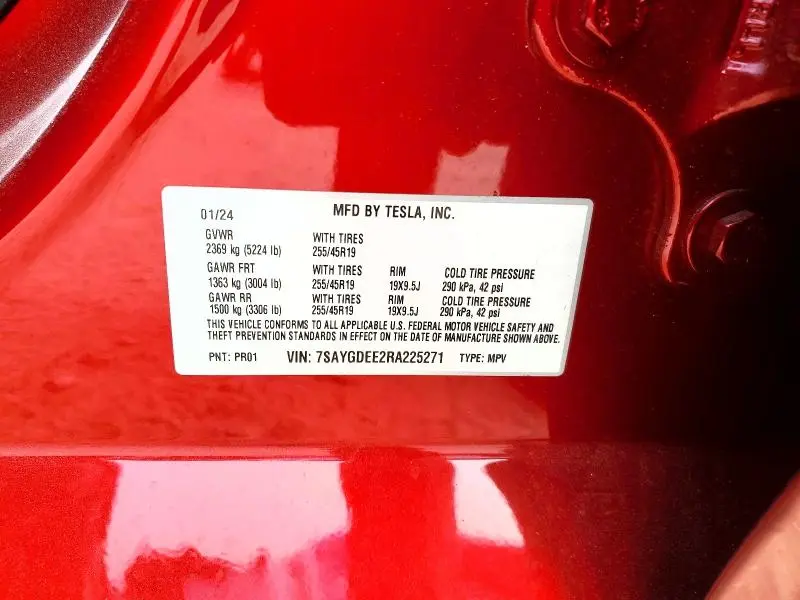 01/24 MFD BY TESLA, INC.
GVWR WITH TIRES
2369 kg (5224 lb) 255/45R19
GAWR FRT WITH TIRES RIM COLD TIRE PRESSURE
1363 kg (3004 lb) 255/45R19 19X9.5J 290 kPa, 42 psi
GAWR RR WITH TIRES RIM COLD TIRE PRESSURE
1500 kg (3306 lb) 255/45R19 19X9.5J 290 kPa, 42 psi
THIS VEHICLE CONFORMS TO ALL APPLICABLE U.S. FEDERAL MOTOR VEHICLE SAFETY AND
THEFT PREVENTION STANDARDS IN EFFECT ON THE DATE OF MANUFACTURE SHOWN ABOVE.
PNT: PR01 VIN: 7SAYGDEE2RA225271 TYPE: MPV